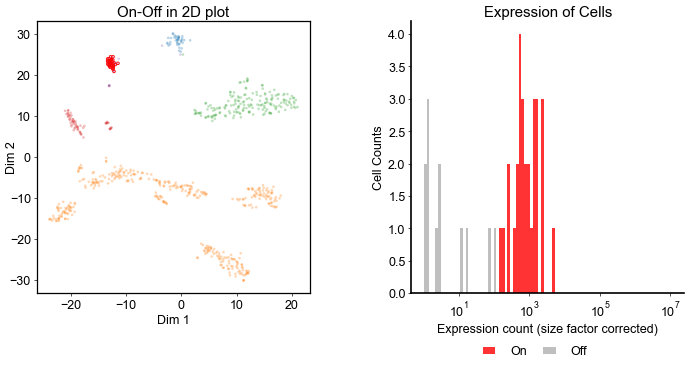 On-Off in 2D plot
30
20
10
0
−10
−20
−30
Dim 2
−20 −10 0 10 20
Dim 1
Expression of Cells
4.0
3.5
3.0
2.5
2.0
1.5
1.0
0.5
0.0
Cell Counts
10^1 10^3 10^5 10^7
Expression count (size factor corrected)
On Off